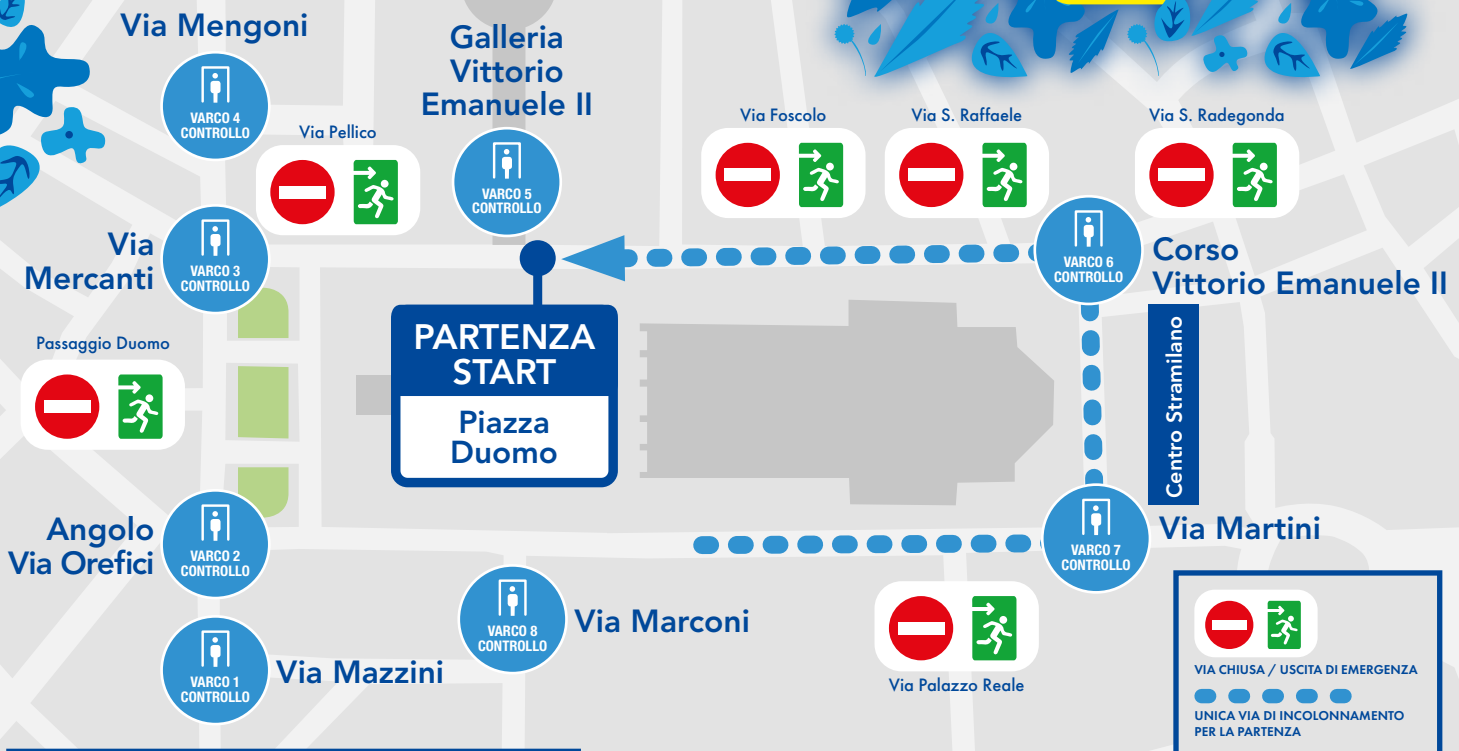 Via Mengoni
VARCO 4
CONTROLLO
Via Pellico
Galleria
Vittorio
Emanuele II
VARCO 5
CONTROLLO
Via Foscolo
Via S. Raffaele
Via S. Radegonda
Via
Mercanti
VARCO 3
CONTROLLO
VARCO 6
CONTROLLO
Corso
Vittorio Emanuele II
PARTENZA
START
Piazza
Duomo
Passaggio Duomo
Centro Stramilano
Angolo
Via Orefici
VARCO 2
CONTROLLO
VARCO 7
CONTROLLO
Via Martini
VARCO 8
CONTROLLO
Via Marconi
VARCO 1
CONTROLLO
Via Mazzini
Via Palazzo Reale
VIA CHIUSA / USCITA DI EMERGENZA
UNICA VIA DI INCOLONNAMENTO
PER LA PARTENZA